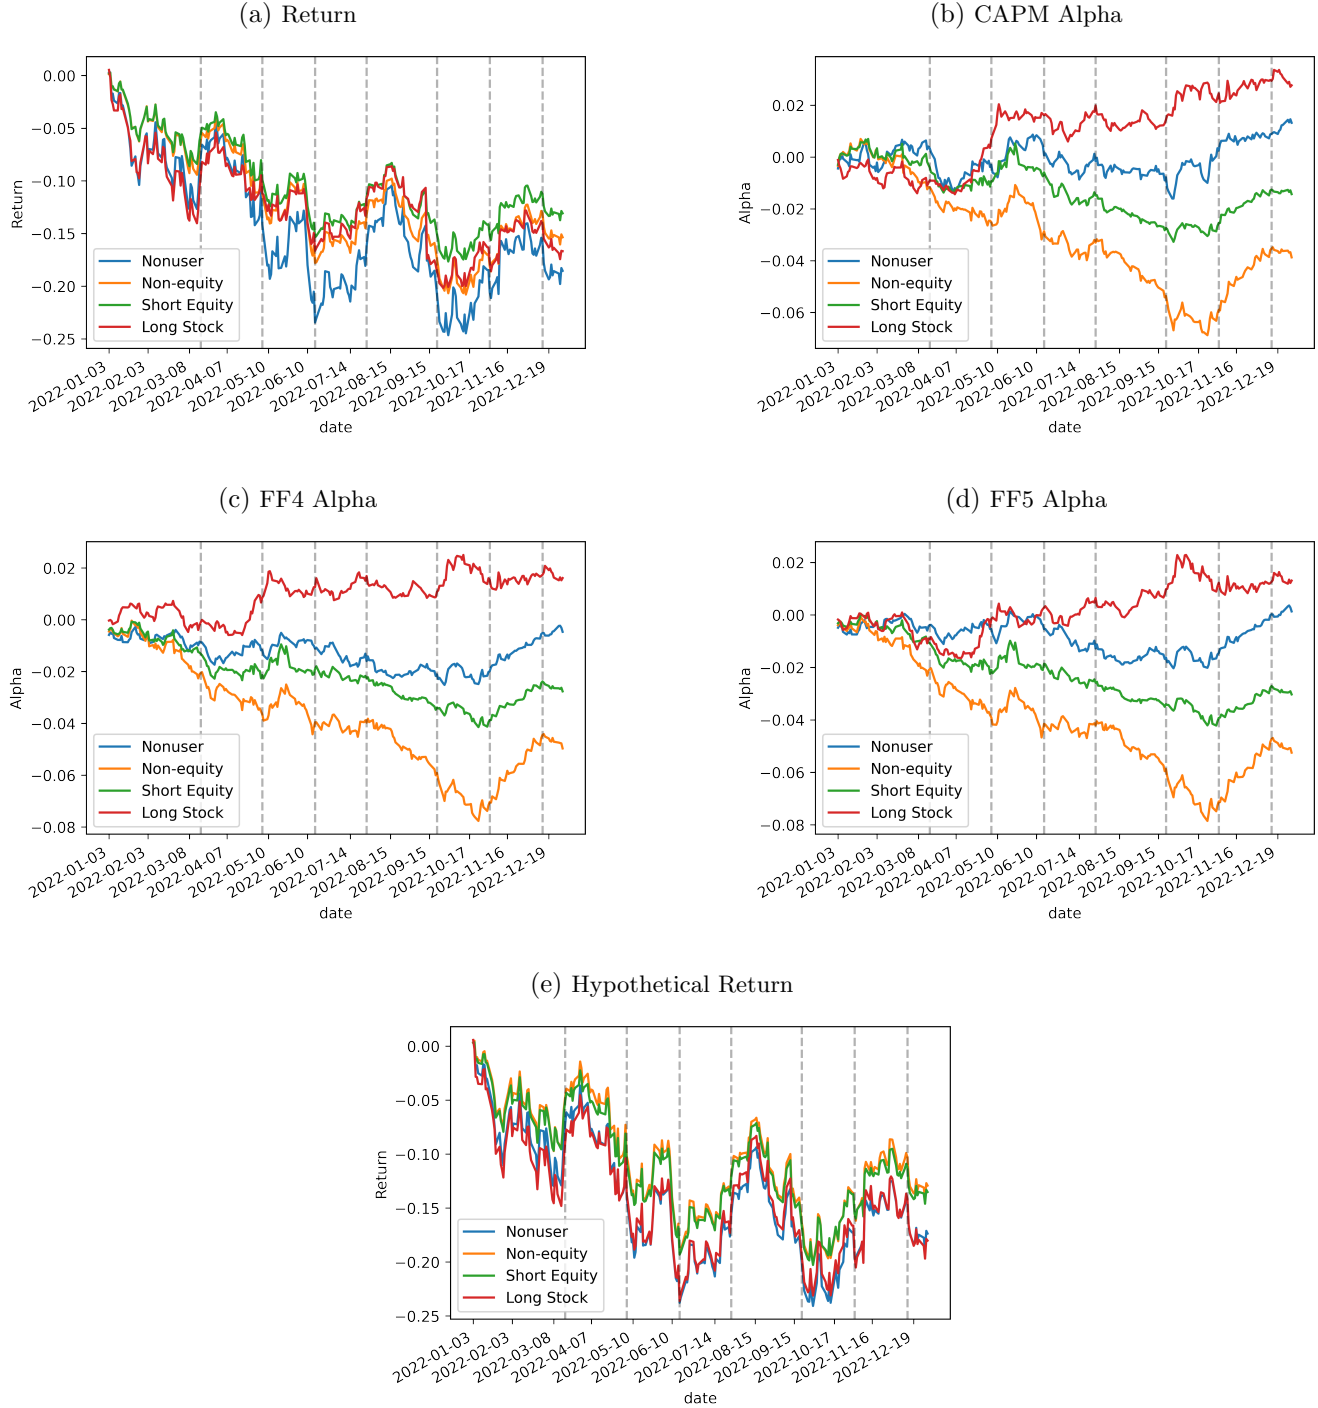 (a) Return
0.00
−0.05
−0.10
−0.15
−0.20
−0.25
Return
Nonuser
Non-equity
Short Equity
Long Stock
2022-01-03
2022-02-03
2022-03-08
2022-04-07
2022-05-10
2022-06-10
2022-07-14
2022-08-15
2022-09-15
2022-10-17
2022-11-16
2022-12-19
date
(b) CAPM Alpha
0.02
0.00
−0.02
−0.04
−0.06
Alpha
Nonuser
Non-equity
Short Equity
Long Stock
2022-01-03
2022-02-03
2022-03-08
2022-04-07
2022-05-10
2022-06-10
2022-07-14
2022-08-15
2022-09-15
2022-10-17
2022-11-16
2022-12-19
date
(c) FF4 Alpha
0.02
0.00
−0.02
−0.04
−0.06
−0.08
Alpha
Nonuser
Non-equity
Short Equity
Long Stock
2022-01-03
2022-02-03
2022-03-08
2022-04-07
2022-05-10
2022-06-10
2022-07-14
2022-08-15
2022-09-15
2022-10-17
2022-11-16
2022-12-19
date
(d) FF5 Alpha
0.02
0.00
−0.02
−0.04
−0.06
−0.08
Alpha
Nonuser
Non-equity
Short Equity
Long Stock
2022-01-03
2022-02-03
2022-03-08
2022-04-07
2022-05-10
2022-06-10
2022-07-14
2022-08-15
2022-09-15
2022-10-17
2022-11-16
2022-12-19
date
(e) Hypothetical Return
0.00
−0.05
−0.10
−0.15
−0.20
−0.25
Return
Nonuser
Non-equity
Short Equity
Long Stock
2022-01-03
2022-02-03
2022-03-08
2022-04-07
2022-05-10
2022-06-10
2022-07-14
2022-08-15
2022-09-15
2022-10-17
2022-11-16
2022-12-19
date